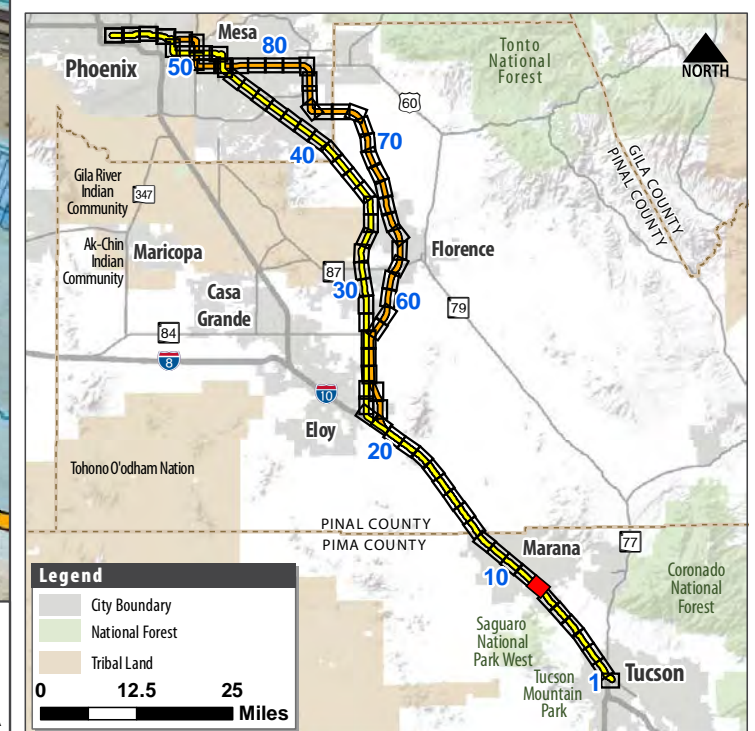 Mesa
80
Tonto
National
Forest
NORTH
50
Phoenix
60
70
40
GILA COUNTY
PINAL COUNTY
Gila River
Indian
Community
347
Ak-Chin
Indian
Community
Maricopa
Florence
87
30
Casa
Grande
60
79
84
8
10
Eloy
20
Tohono O'odham Nation
PINAL COUNTY
PIMA COUNTY
Marana
77
10
Coronado
National
Forest
Legend
City Boundary
National Forest
Tribal Land
Saguaro
National
Park West
Tucson
Mountain
Park
1
Tucson
0 12.5 25
Miles